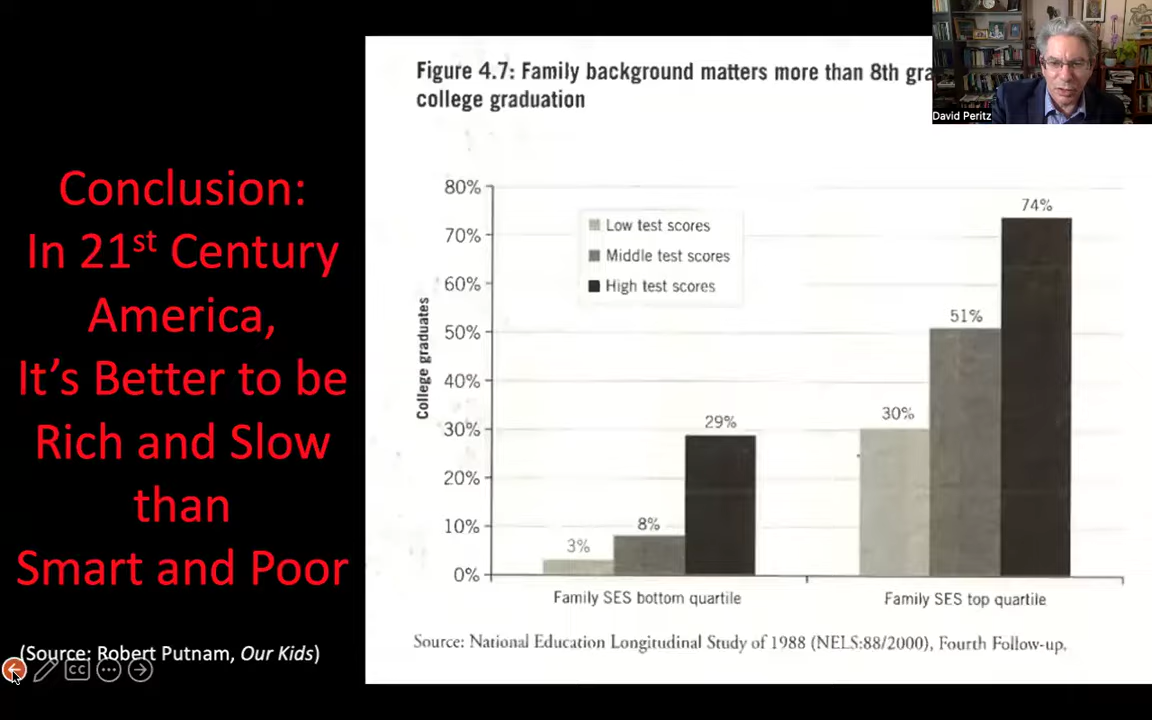 Conclusion:
In 21st Century
America,
It's Better to be
Rich and Slow
than
Smart and Poor
(Source: Robert Putnam, Our Kids)
CC
Figure 4.7: Family background matters more than 8th
college graduation
David Peritz
80%
70%
60%
50%
40%
30%
20%
10%
0%
College graduates
Low test scores
Middle test scores
High test scores
3%
8%
29%
30%
51%
74%
Family SES bottom quartile
Family SES top quartile
Source: National Education Longitudinal Study of 1988 (NELS:88/2000), Fourth Follow-up,